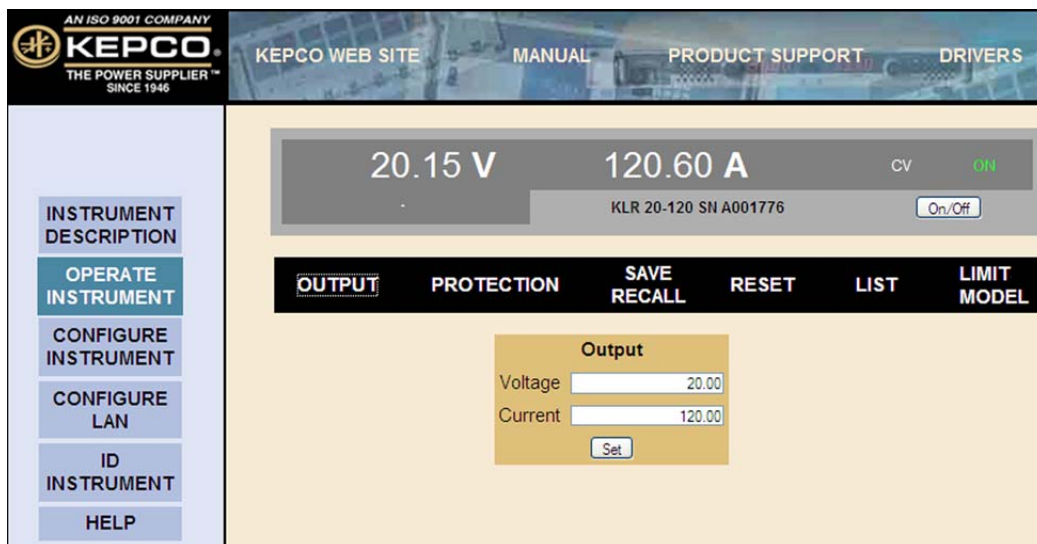 AN ISO 9001 COMPANY
KEPCO®
THE POWER SUPPLIER™
SINCE 1946
KEPCO WEB SITE
MANUAL
PRODUCT SUPPORT
DRIVERS
20.15 V
120.60 A
CV
ON
KLR 20-120 SN A001776
On/Off
INSTRUMENT
DESCRIPTION
OPERATE
INSTRUMENT
CONFIGURE
INSTRUMENT
CONFIGURE
LAN
ID
INSTRUMENT
HELP
OUTPUT
PROTECTION
SAVE
RECALL
RESET
LIST
LIMIT
MODEL
Output
Voltage 20.00
Current 120.00
Set